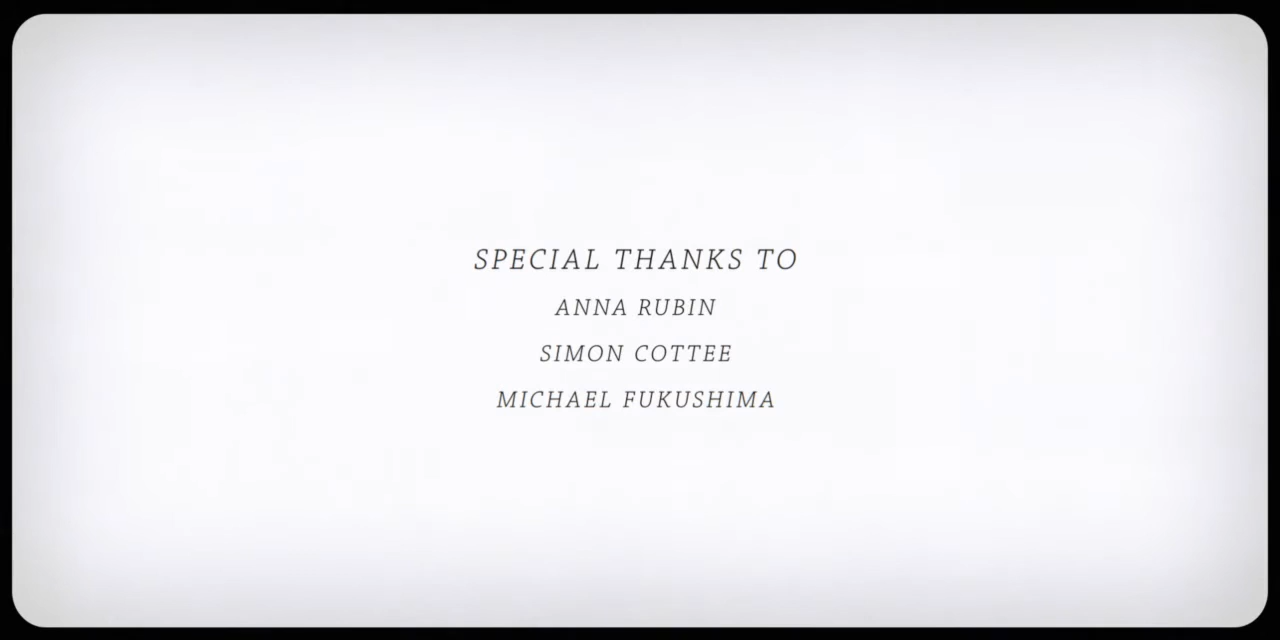 SPECIAL THANKS TO
ANNA RUBIN
SIMON COTTEE
MICHAEL FUKUSHIMA